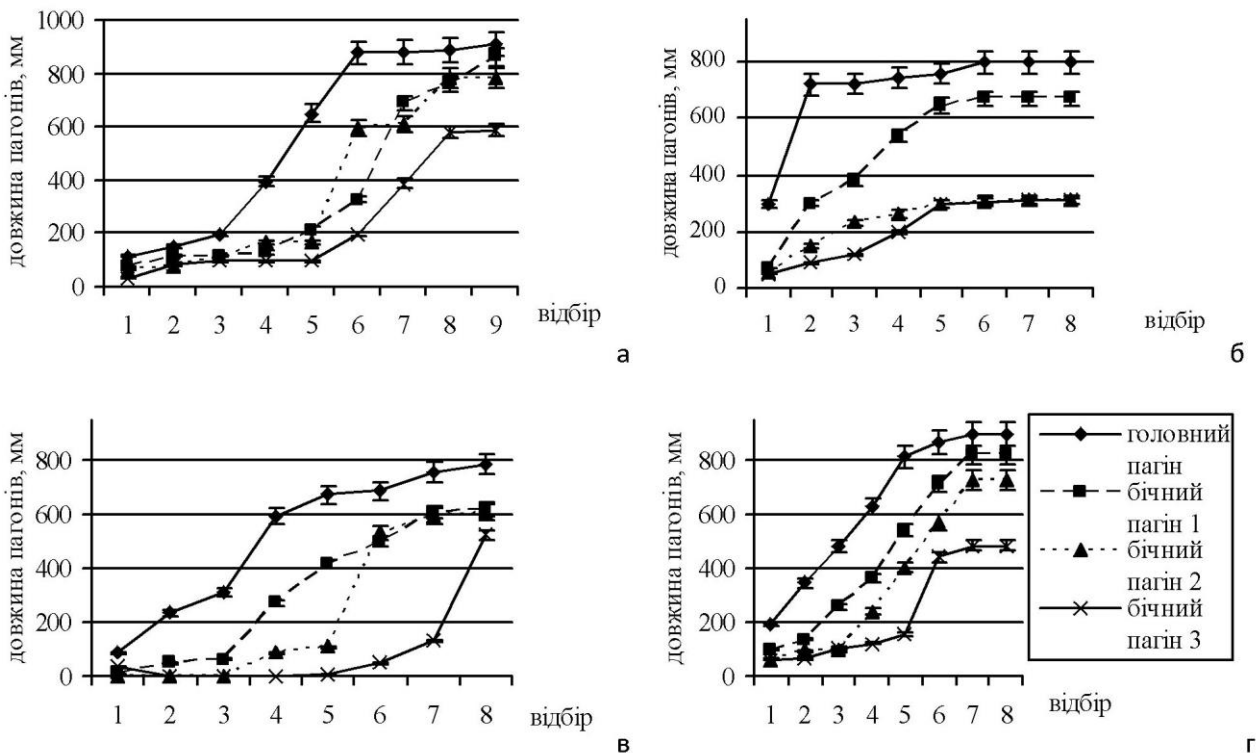 довжина пагонів, мм
1000
800
600
400
200
0
1 2 3 4 5 6 7 8 9
відбір
а
довжина пагонів, мм
800
600
400
200
0
1 2 3 4 5 6 7 8
відбір
б
довжина пагонів, мм
800
600
400
200
0
1 2 3 4 5 6 7 8
відбір
в
довжина пагонів, мм
800
600
400
200
0
1 2 3 4 5 6 7 8
відбір
г
головний
пагін
бічний
пагін 1
бічний
пагін 2
бічний
пагін 3